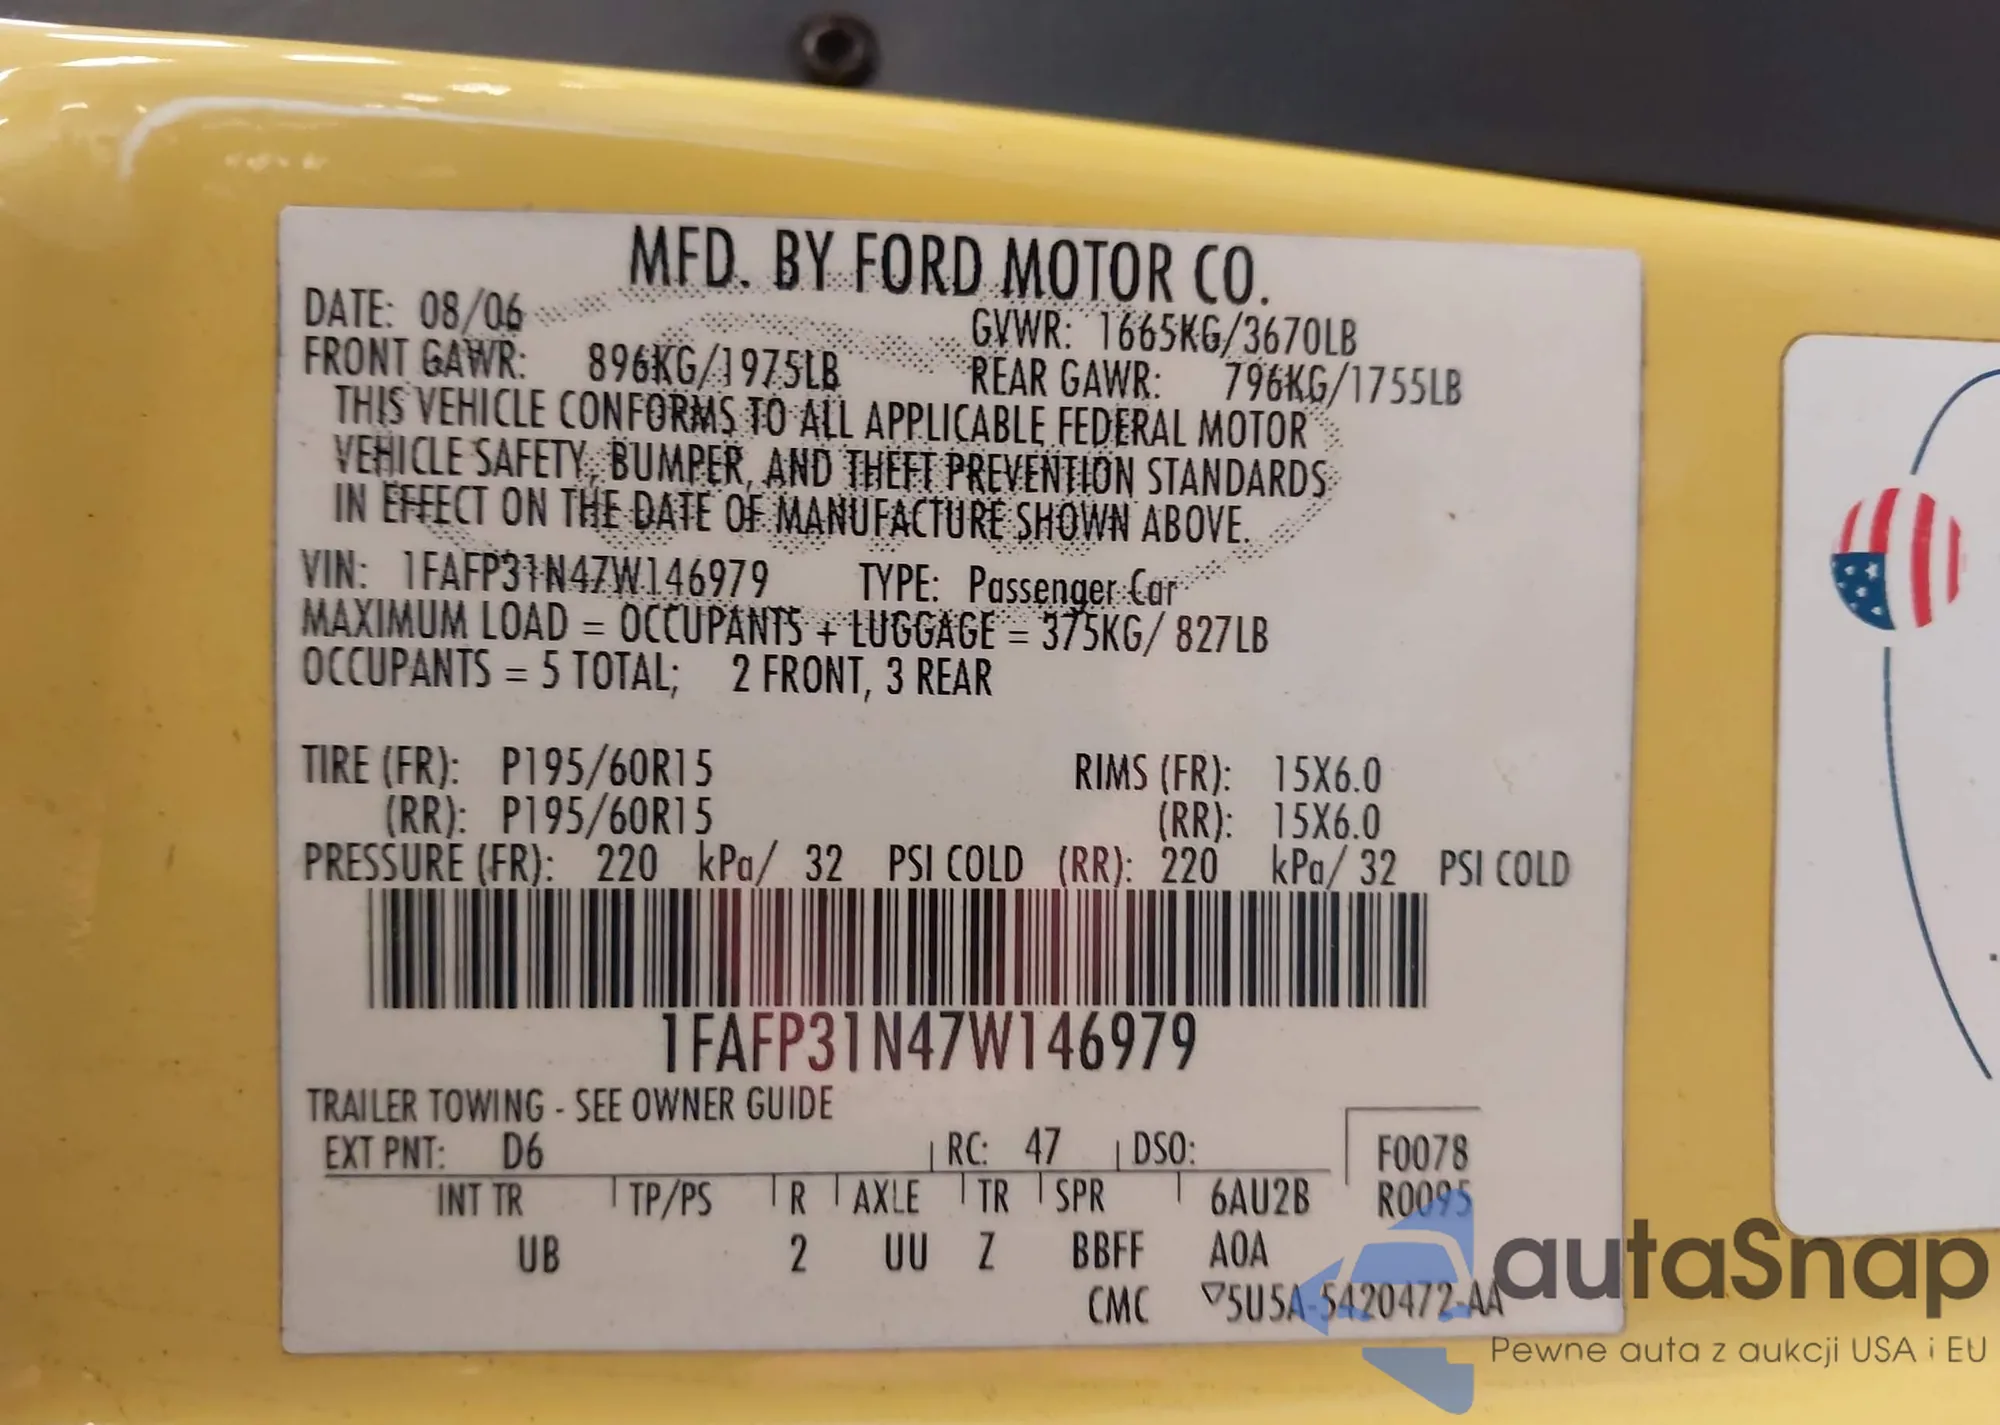 MFD. BY FORD MOTOR CO.
DATE: 08/06 GVWR: 1665KG/3670LB
FRONT GAWR: 896KG/1975LB REAR GAWR: 796KG/1755LB
THIS VEHICLE CONFORMS TO ALL APPLICABLE FEDERAL MOTOR
VEHICLE SAFETY, BUMPER, AND THEFT PREVENTION STANDARDS
IN EFFECT ON THE DATE OF MANUFACTURE SHOWN ABOVE.
VIN: 1FAFP31N47W146979 TYPE: Passenger Car
MAXIMUM LOAD = OCCUPANTS + LUGGAGE = 375KG/ 827LB
OCCUPANTS = 5 TOTAL; 2 FRONT, 3 REAR
TIRE (FR): P195/60R15 RIMS (FR): 15X6.0
(RR): P195/60R15 (RR): 15X6.0
PRESSURE (FR): 220 kPa/ 32 PSI COLD (RR): 220 kPa/ 32 PSI COLD
1FAFP31N47W146979
TRAILER TOWING - SEE OWNER GUIDE
EXT PNT: D6 RC: 47 DSO: F0078
INT TR TP/PS R AXLE TR SPR 6AU2B R0095
UB 2 UU Z BBFF AOA
CMC ▽5U5A-5420472-AA
autaSnap
Pewne auta z aukcji USA i EU